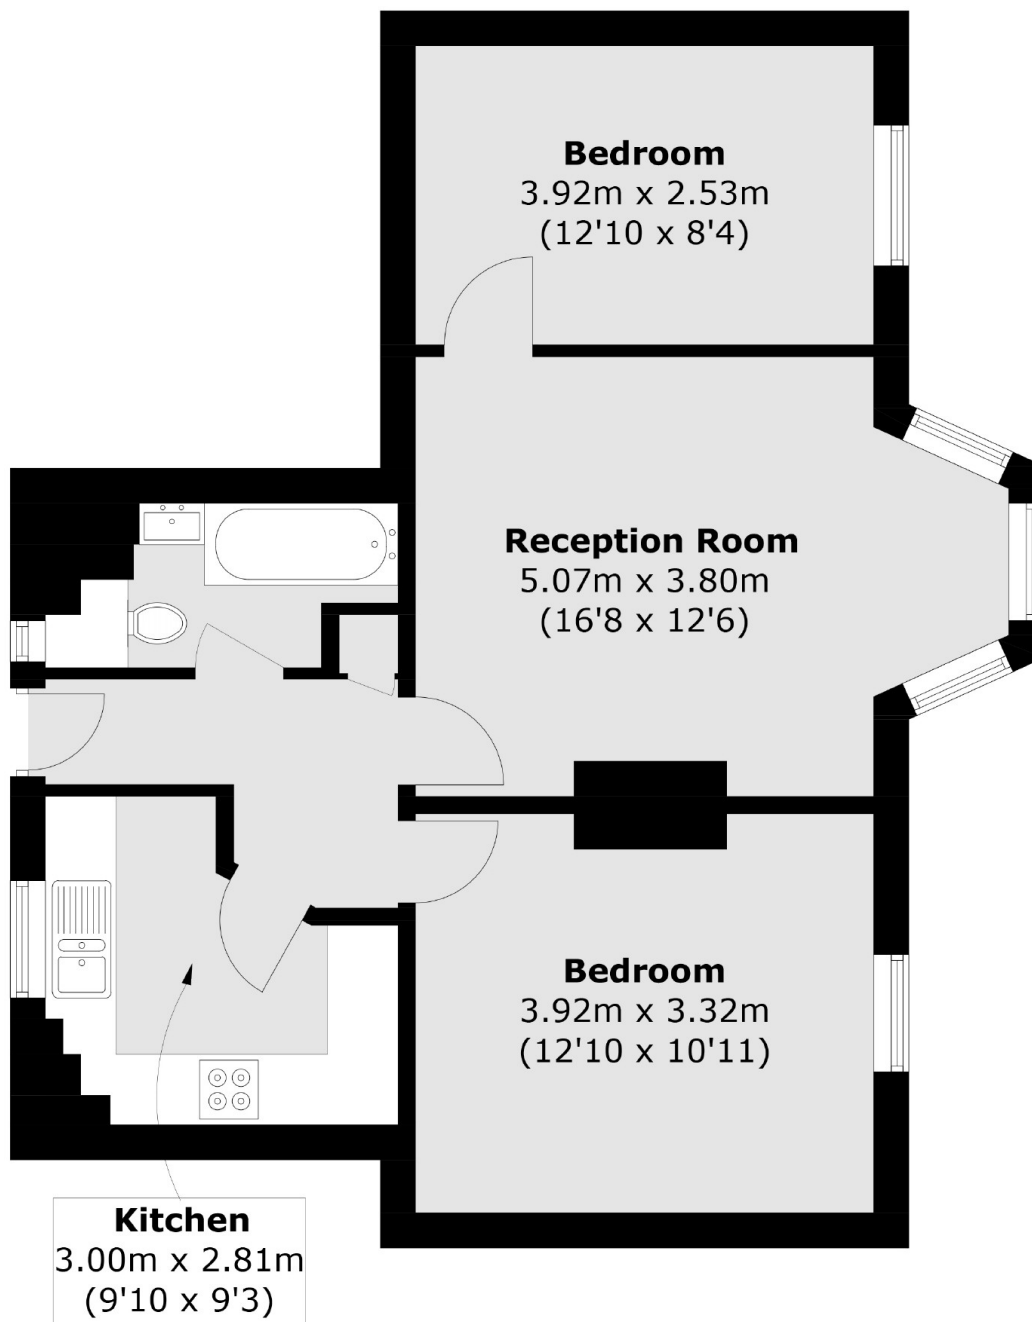 Bedroom
3.92m x 2.53m
(12'10 x 8'4)
Reception Room
5.07m x 3.80m
(16'8 x 12'6)
Bedroom
3.92m x 3.32m
(12'10 x 10'11)
Kitchen
3.00m x 2.81m
(9'10 x 9'3)